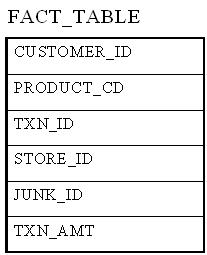 FACT_TABLE
CUSTOMER_ID
PRODUCT_CD
TXN_ID
STORE_ID
JUNK_ID
TXN_AMT